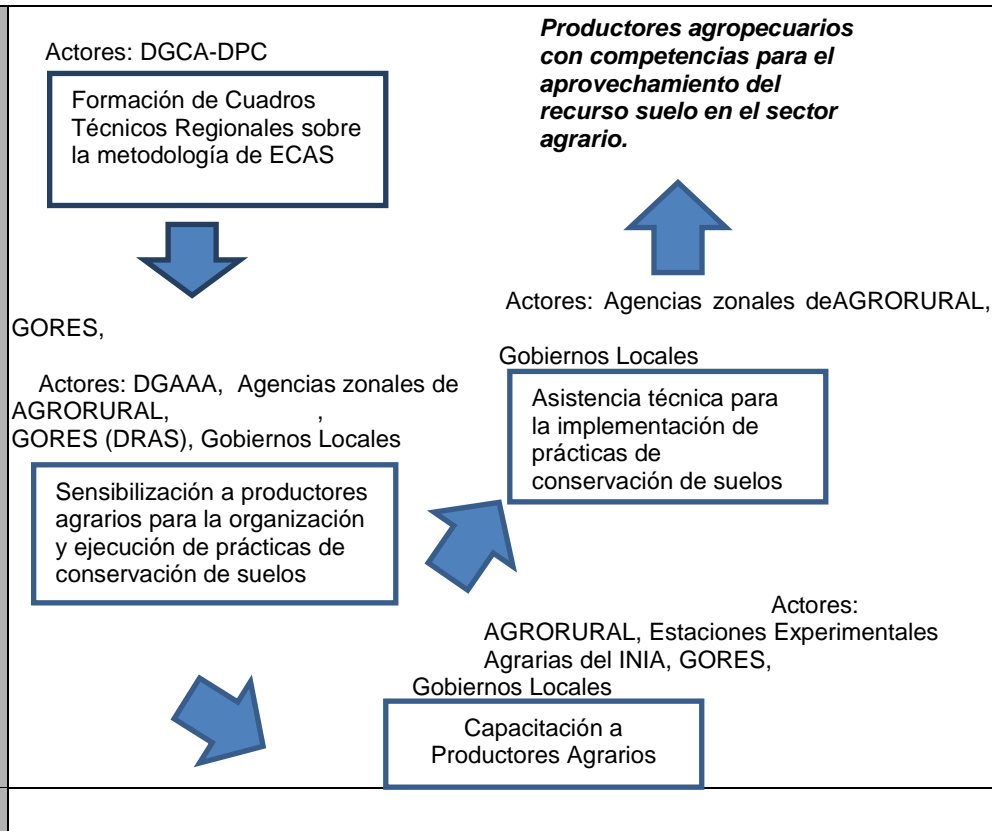 Actores: DGCA-DPC
Formación de Cuadros
Técnicos Regionales sobre
la metodología de ECAS
Productores agropecuarios
con competencias para el
aprovechamiento del
recurso suelo en el sector
agrario.
GORES,
Actores: DGAAA, Agencias zonales de
AGRORURAL, ,
GORES (DRAS), Gobiernos Locales
Sensibilización a productores
agrarios para la organización
y ejecución de prácticas de
conservación de suelos
Actores: Agencias zonales deAGRORURAL,
Gobiernos Locales
Asistencia técnica para
la implementación de
prácticas de
conservación de suelos
Actores:
AGRORURAL, Estaciones Experimentales
Agrarias del INIA, GORES,
Gobiernos Locales
Capacitación a
Productores Agrarios